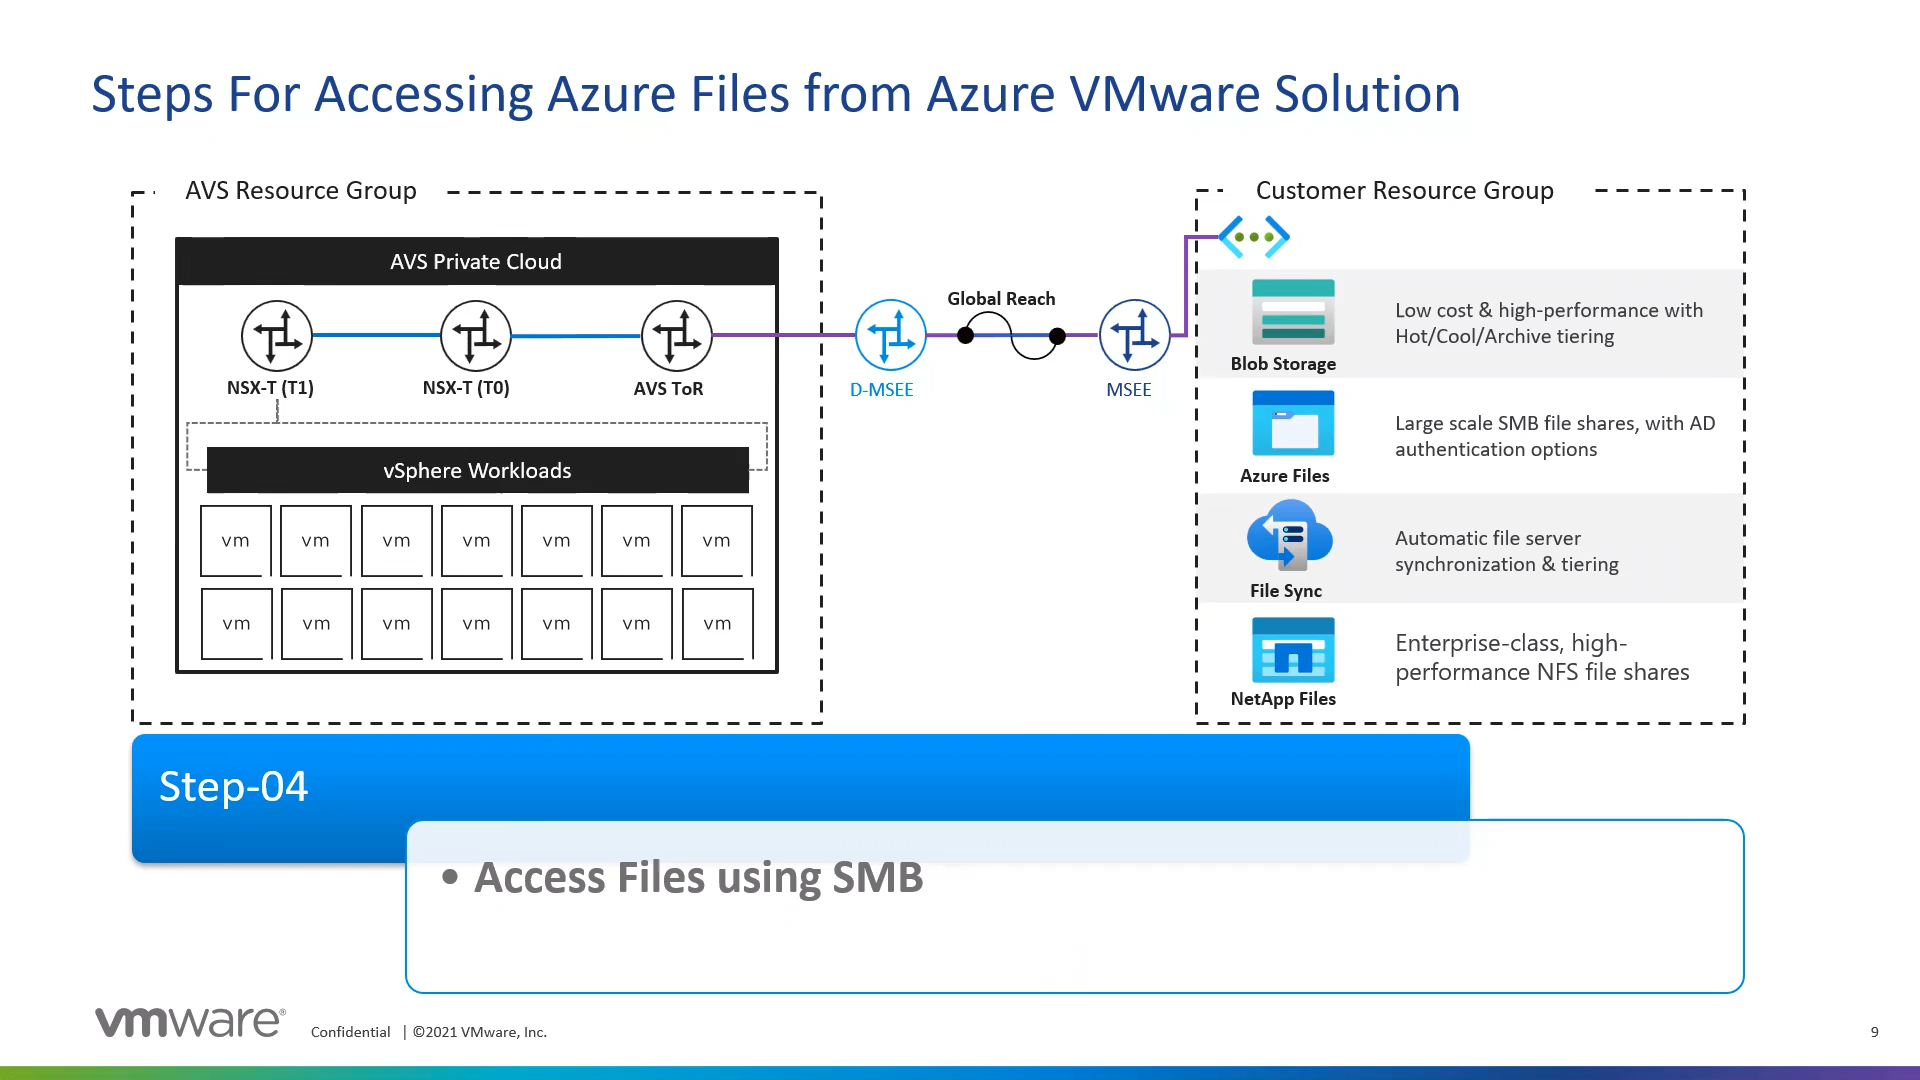 Steps For Accessing Azure Files from Azure VMware Solution
AVS Resource Group
Customer Resource Group
AVS Private Cloud
Global Reach
NSX-T (T1)
NSX-T (T0)
AVS ToR
D-MSEE
MSEE
vSphere Workloads
vm vm vm vm vm vm vm
vm vm vm vm vm vm vm
Blob Storage
Low cost & high-performance with
Hot/Cool/Archive tiering
Azure Files
Large scale SMB file shares, with AD
authentication options
File Sync
Automatic file server
synchronization & tiering
NetApp Files
Enterprise-class, high-
performance NFS file shares
Step-04
• Access Files using SMB
vmware®
Confidential | ©2021 VMware, Inc.
9